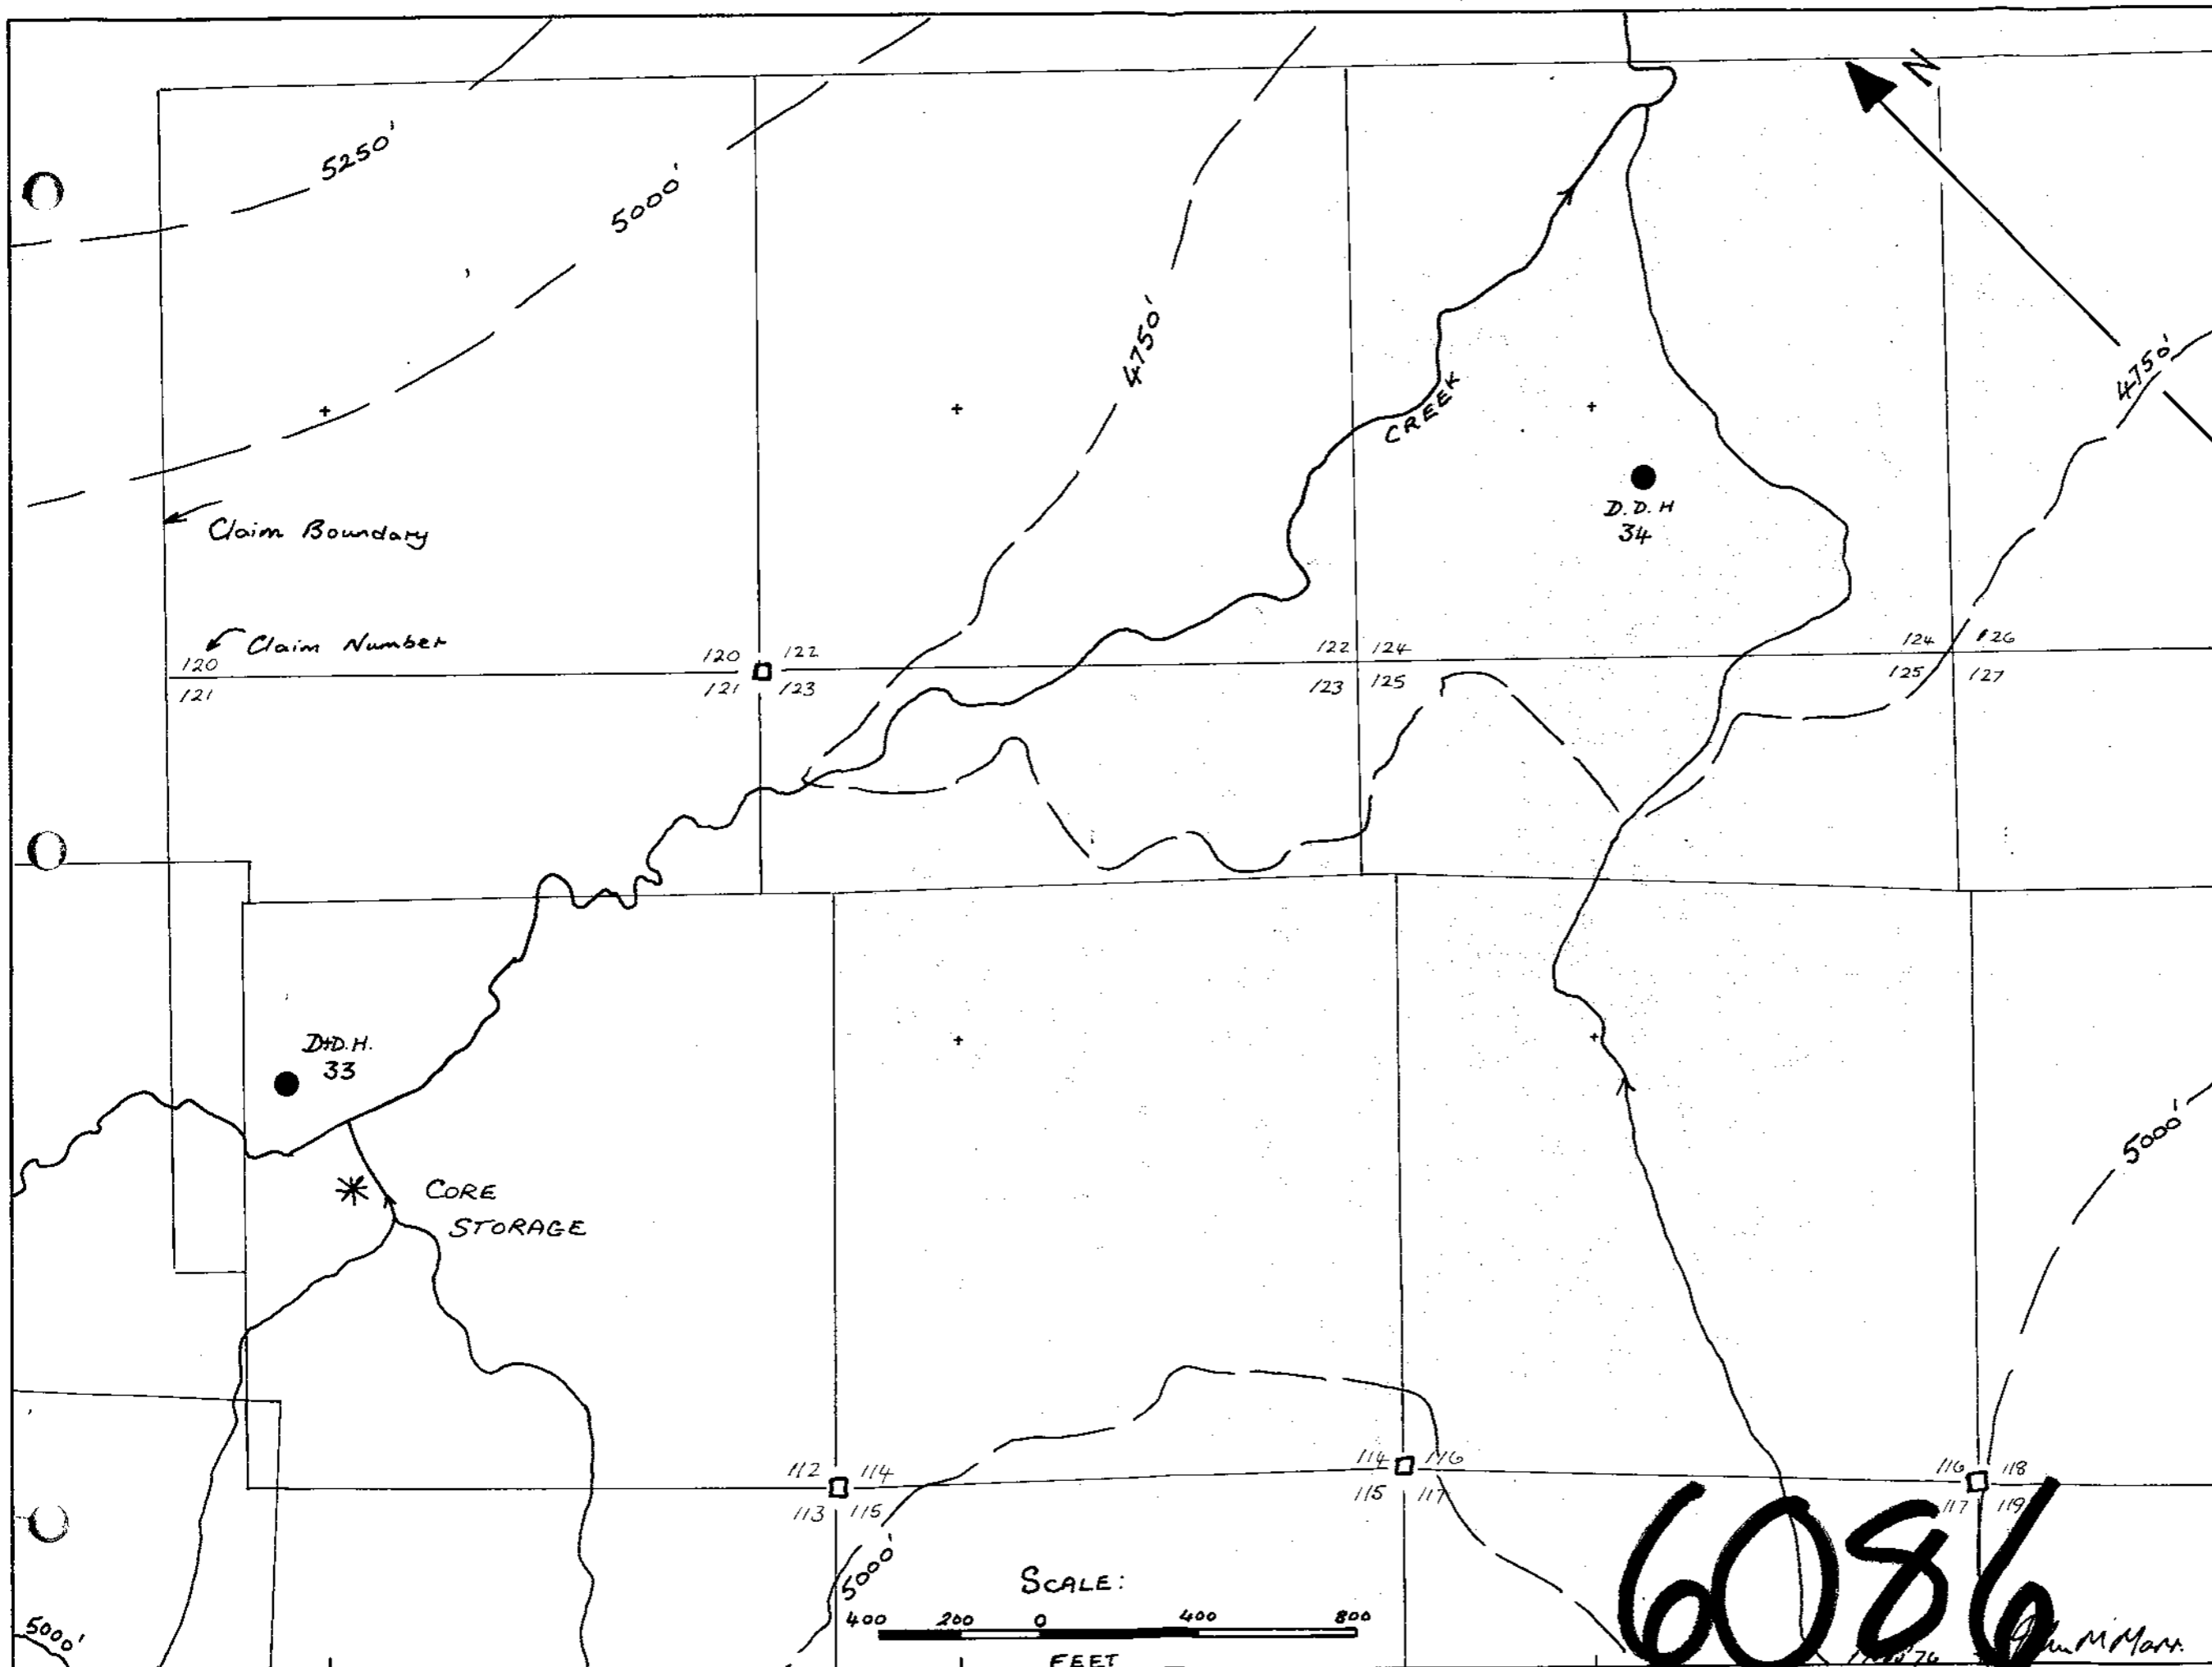 N
5250'
5000'
4750'
4750'
CREEK
D.D.H
34
Claim Boundary
Claim Number
120
121
120 122
121 123
122 124
123 125
124 126
125 127
D.D.H.
33
CORE
STORAGE
5000'
112 114
113 115
114 116
115 117
116 118
117 119
5000'
5000'
SCALE:
400 200 0 400 800
FEET
6086